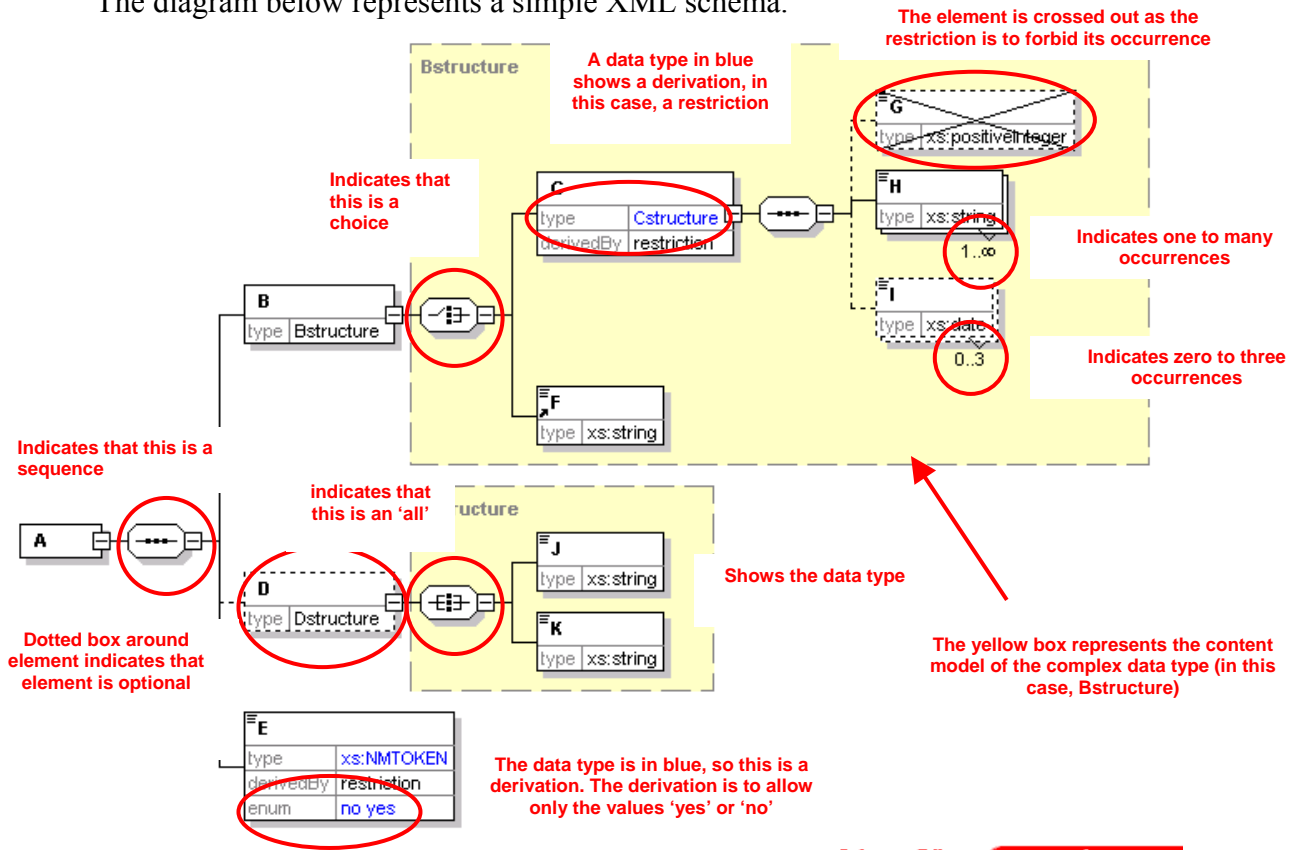 The diagram below represents a simple XML schema.
The element is crossed out as the
restriction is to forbid its occurrence
Bstructure
A data type in blue
shows a derivation, in
this case, a restriction
G
type xs:positiveInteger
Indicates that
this is a
choice
C
type Cstructure
derivedBy restriction
H
type xs:string
1..∞
Indicates one to many
occurrences
B
type Bstructure
I
type xs:date
0..3
Indicates zero to three
occurrences
F
type xs:string
Indicates that this is a
sequence
indicates that
this is an ‘all’
ucture
A
J
type xs:string
Shows the data type
D
type Dstructure
K
type xs:string
Dotted box around
element indicates that
element is optional
The yellow box represents the content
model of the complex data type (in this
case, Bstructure)
E
type xs:NMTOKEN
derivedBy restriction
enum no yes
The data type is in blue, so this is a
derivation. The derivation is to allow
only the values ‘yes’ or ‘no’